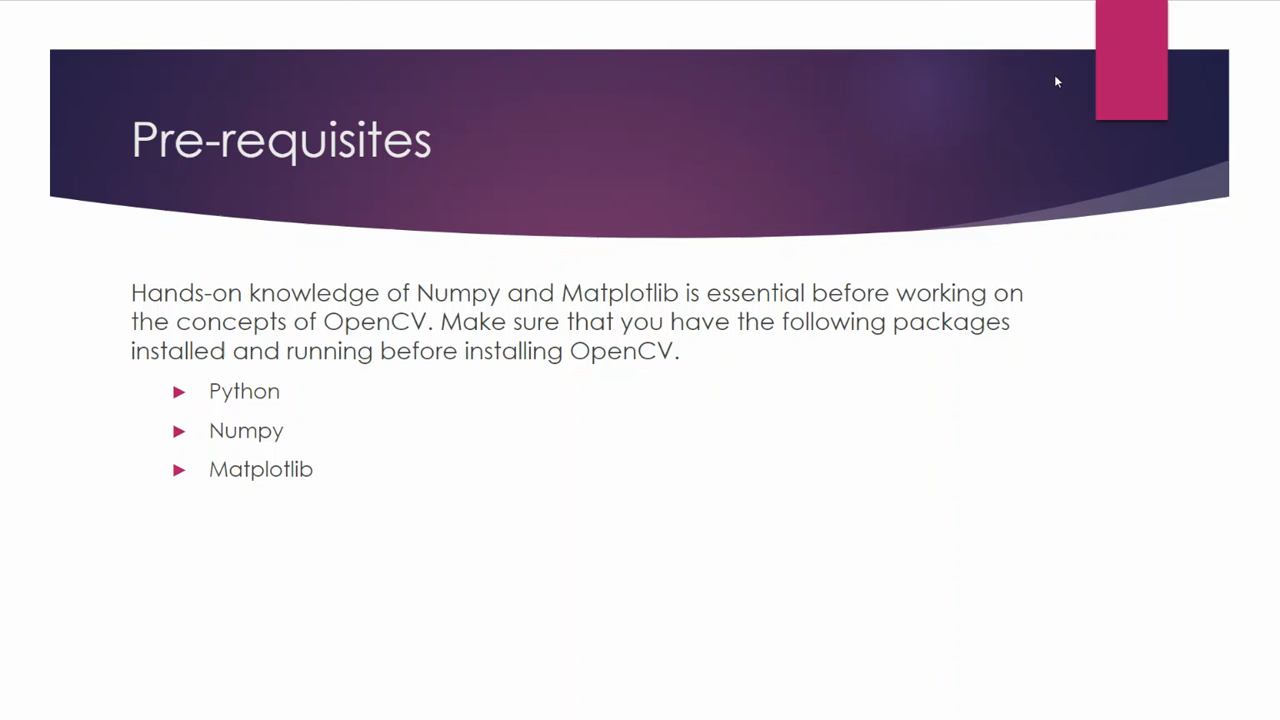 Pre-requisites
Hands-on knowledge of Numpy and Matplotlib is essential before working on
the concepts of OpenCV. Make sure that you have the following packages
installed and running before installing OpenCV.
Python
Numpy
Matplotlib